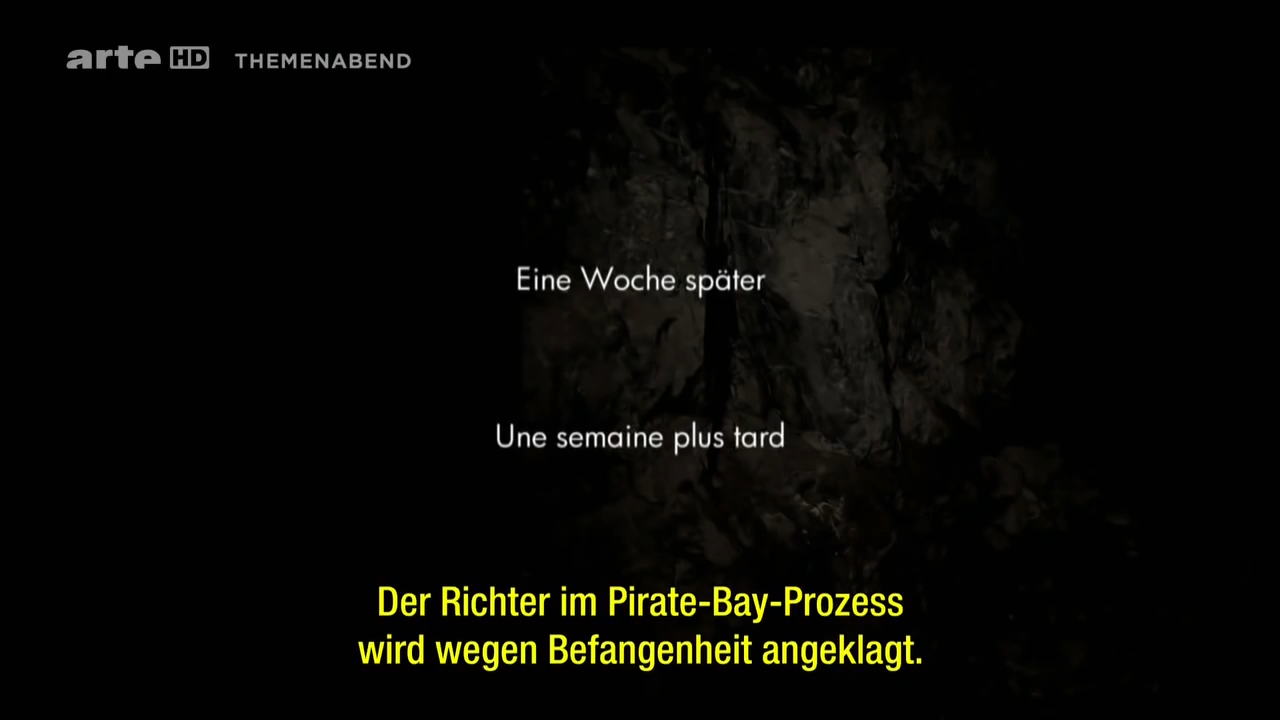 arte HD THEMENABEND
Eine Woche später
Une semaine plus tard
Der Richter im Pirate-Bay-Prozess
wird wegen Befangenheit angeklagt.